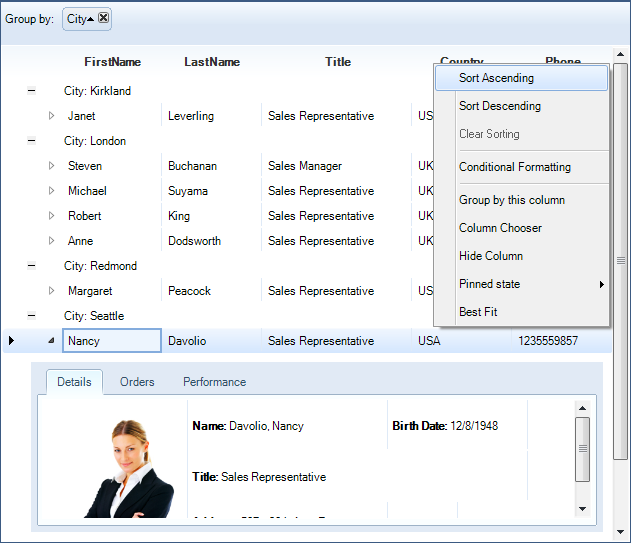 Group by: City
FirstName LastName Title Country Phone
City: Kirkland
Janet Leverling Sales Representative US
City: London
Steven Buchanan Sales Manager UK
Michael Suyama Sales Representative UK
Robert King Sales Representative UK
Anne Dodsworth Sales Representative UK
City: Redmond
Margaret Peacock Sales Representative US
City: Seattle
Nancy Davolio Sales Representative USA 1235559857
Sort Ascending
Sort Descending
Clear Sorting
Conditional Formatting
Group by this column
Column Chooser
Hide Column
Pinned state
Best Fit
Details Orders Performance
Name: Davolio, Nancy Birth Date: 12/8/1948
Title: Sales Representative